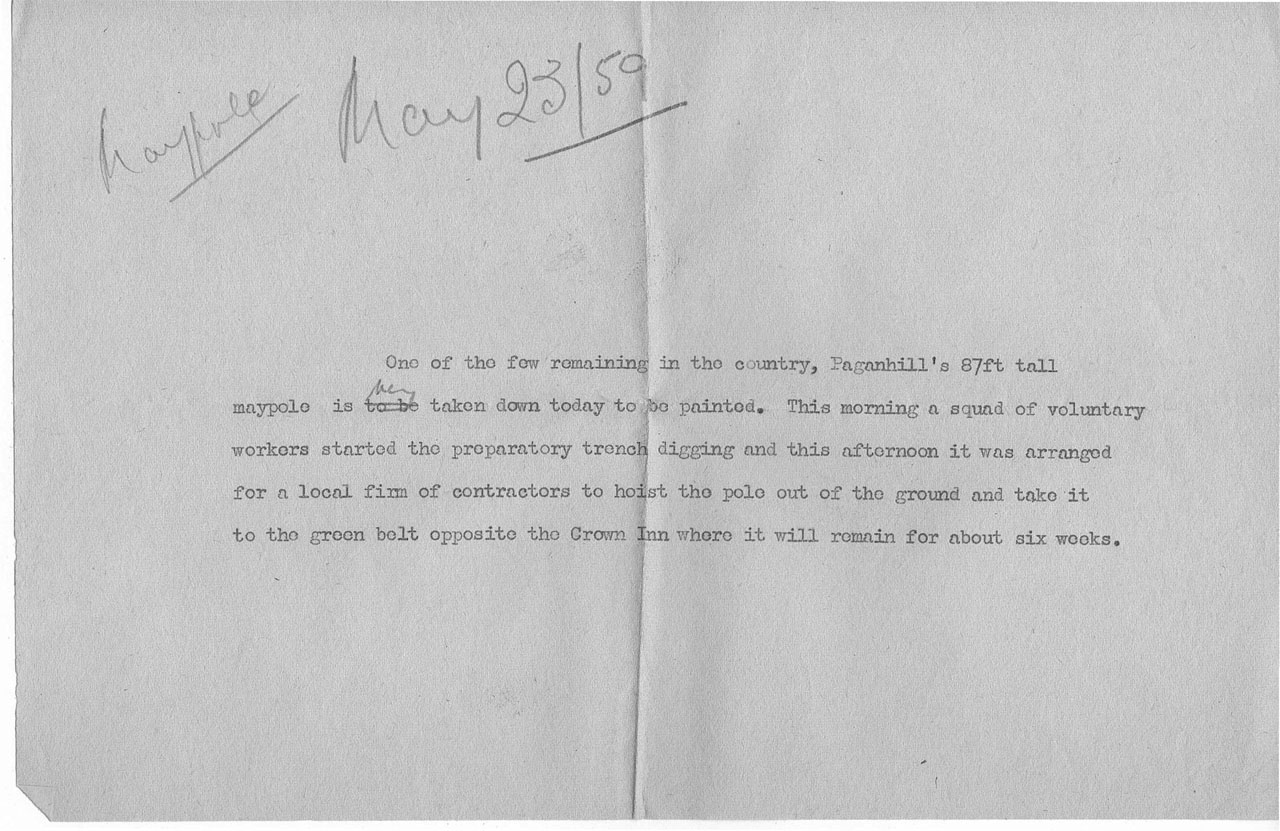 Maypole May 23/59
One of the few remaining in the country, Paganhill's 87ft tall
being
maypole is to be taken down today to be painted. This morning a squad of voluntary
workers started the preparatory trench digging and this afternoon it was arranged
for a local firm of contractors to hoist the pole out of the ground and take it
to the green belt opposite the Crown Inn where it will remain for about six weeks.